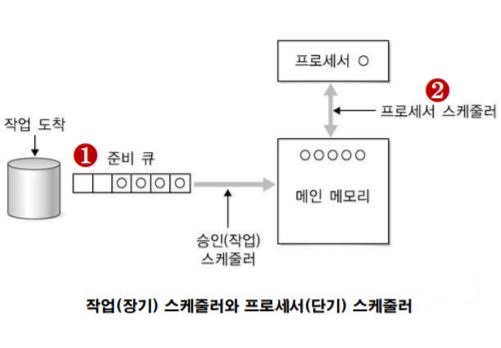 프로세서
2
프로세서 스케줄러
작업 도착
1 준비 큐
메인 메모리
승인(작업)
스케줄러
작업(장기) 스케줄러와 프로세서(단기) 스케줄러